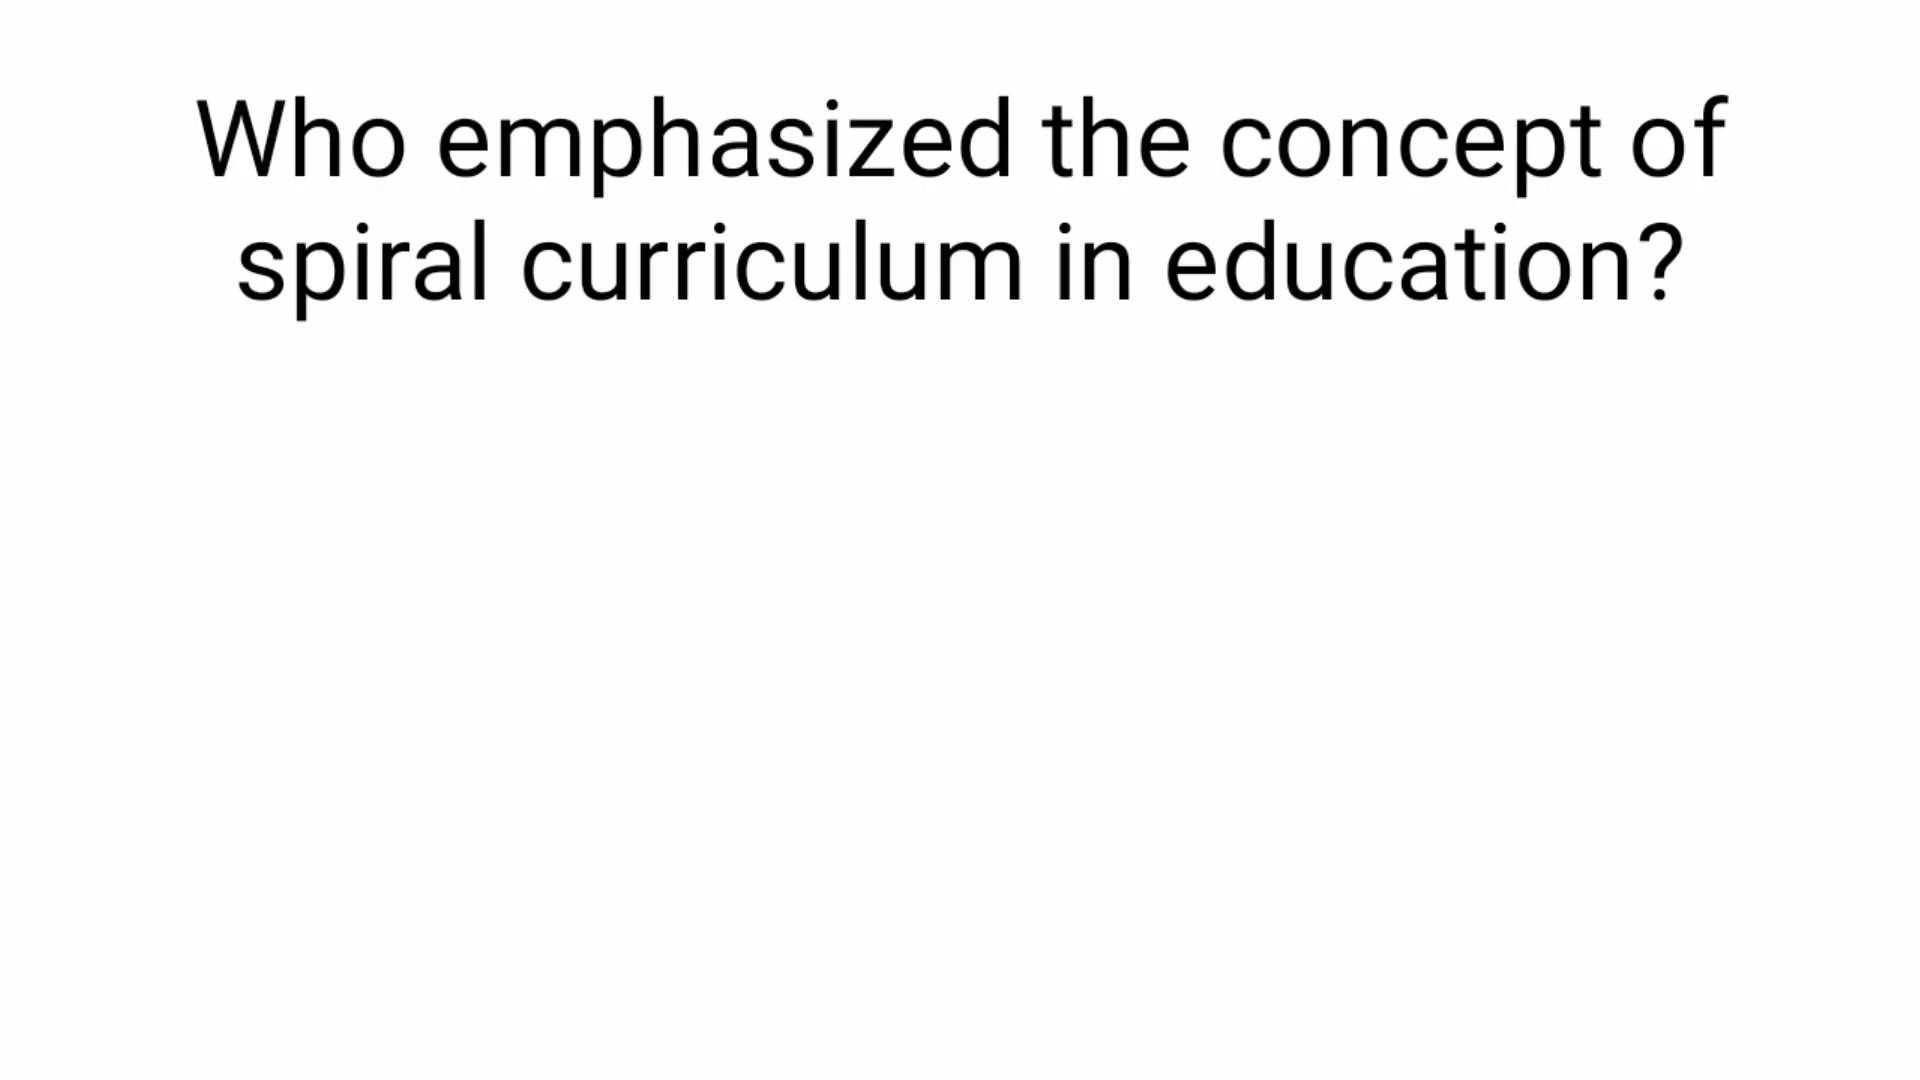 Who emphasized the concept of
spiral curriculum in education?